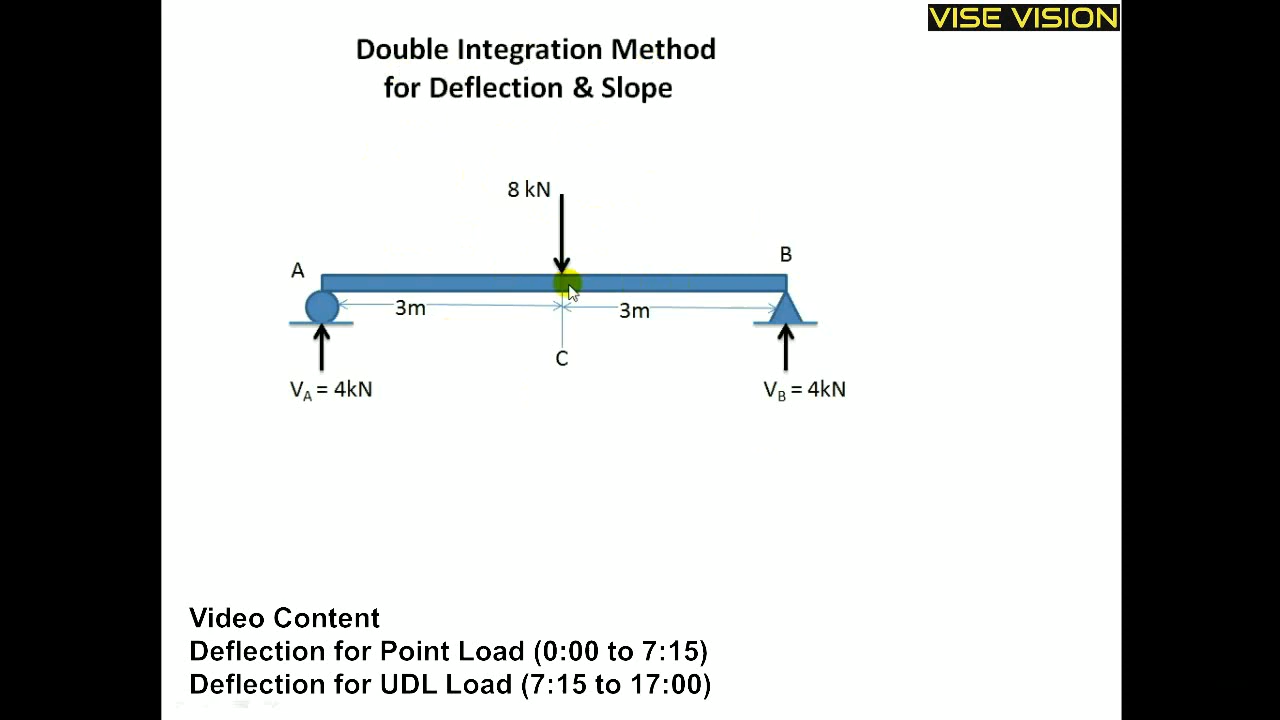 VISE VISION
Double Integration Method
for Deflection & Slope
8 kN
A
B
3m
3m
C
VA = 4kN
VB = 4kN
Video Content
Deflection for Point Load (0:00 to 7:15)
Deflection for UDL Load (7:15 to 17:00)